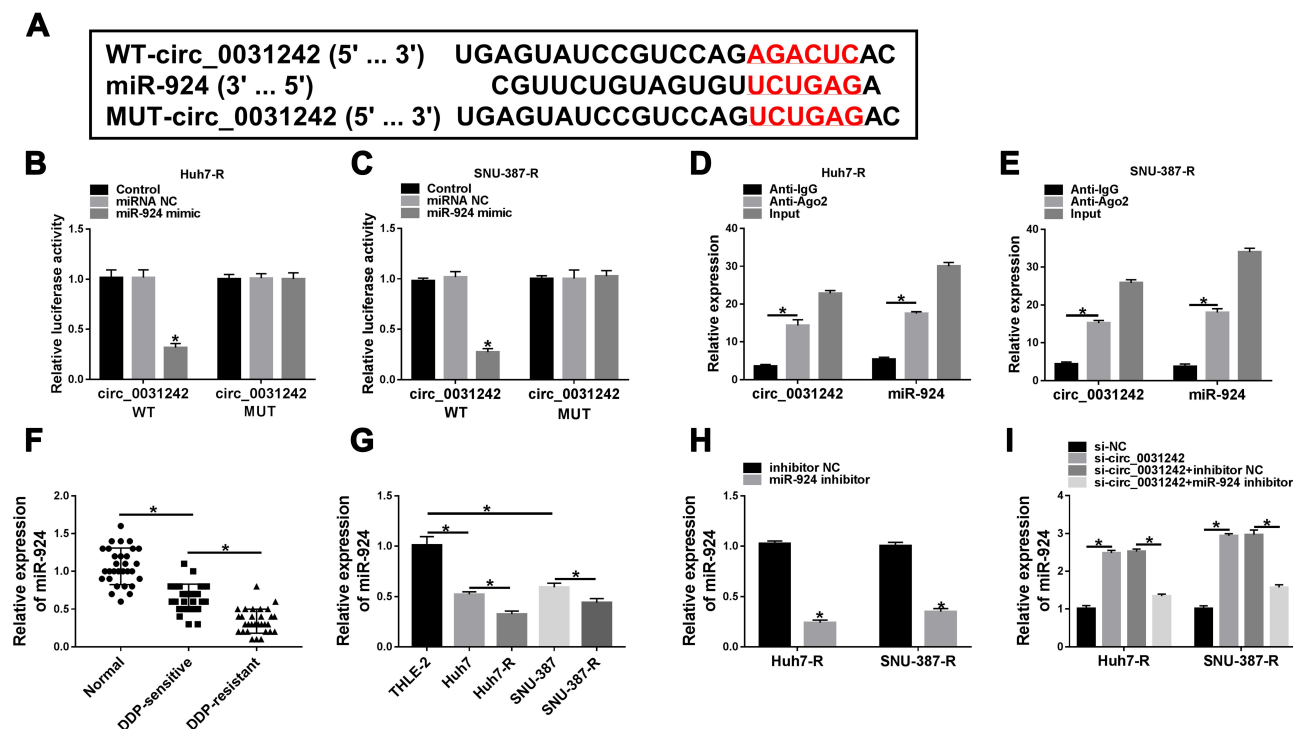 A
WT-circ_0031242 (5' ... 3') UGAGUAUCCGUCCAGAGACUCAC
miR-924 (3' ... 5') CGUUCUGUAGUGUUCUGAGA
MUT-circ_0031242 (5' ... 3') UGAGUAUCCGUCCAGUCUGAGAC
B
Huh7-R
Control
miRNA NC
miR-924 mimic
Relative luciferase activity
1.5
1.0
0.5
0.0
*
circ_0031242 circ_0031242
WT MUT
C
SNU-387-R
Control
miRNA NC
miR-924 mimic
Relative luciferase activity
1.5
1.0
0.5
0.0
*
circ_0031242 circ_0031242
WT MUT
D
Huh7-R
Anti-IgG
Anti-Ago2
Input
Relative expression
40
30
20
10
0
* *
circ_0031242 miR-924
E
SNU-387-R
Anti-IgG
Anti-Ago2
Input
Relative expression
40
30
20
10
0
* *
circ_0031242 miR-924
F
Relative expression
of miR-924
2.0
1.5
1.0
0.5
0.0
* *
Normal
DDP-sensitive
DDP-resistant
G
Relative expression
of miR-924
1.5
1.0
0.5
0.0
*
* * *
THLE-2
Huh7
Huh7-R
SNU-387
SNU-387-R
H
inhibitor NC
miR-924 inhibitor
Relative expression
of miR-924
1.5
1.0
0.5
0.0
* *
Huh7-R SNU-387-R
I
si-NC
si-circ_0031242
si-circ_0031242+inhibitor NC
si-circ_0031242+miR-924 inhibitor
Relative expression
of miR-924
4
3
2
1
0
* * * *
Huh7-R SNU-387-R